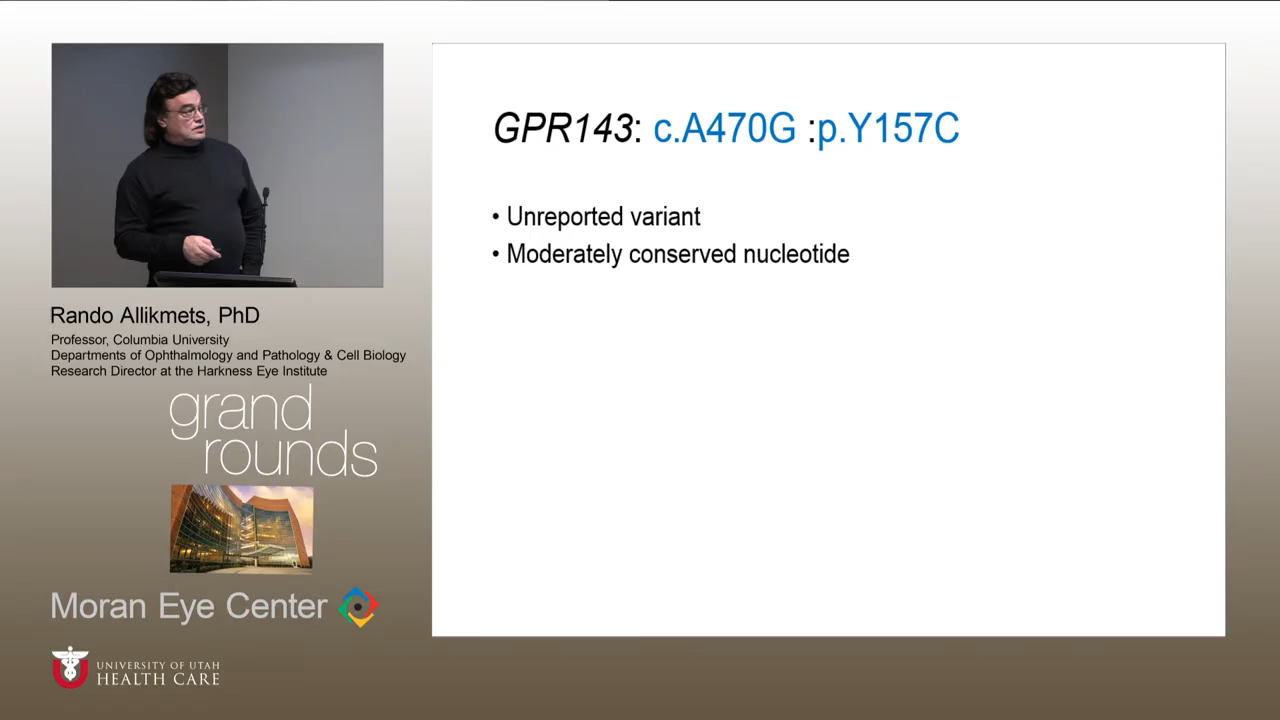 GPR143: c.A470G :p.Y157C
• Unreported variant
• Moderately conserved nucleotide
Rando Allikmets, PhD
Professor, Columbia University
Departments of Ophthalmology and Pathology & Cell Biology
Research Director at the Harkness Eye Institute
grand
rounds
Moran Eye Center
UNIVERSITY OF UTAH
HEALTH CARE